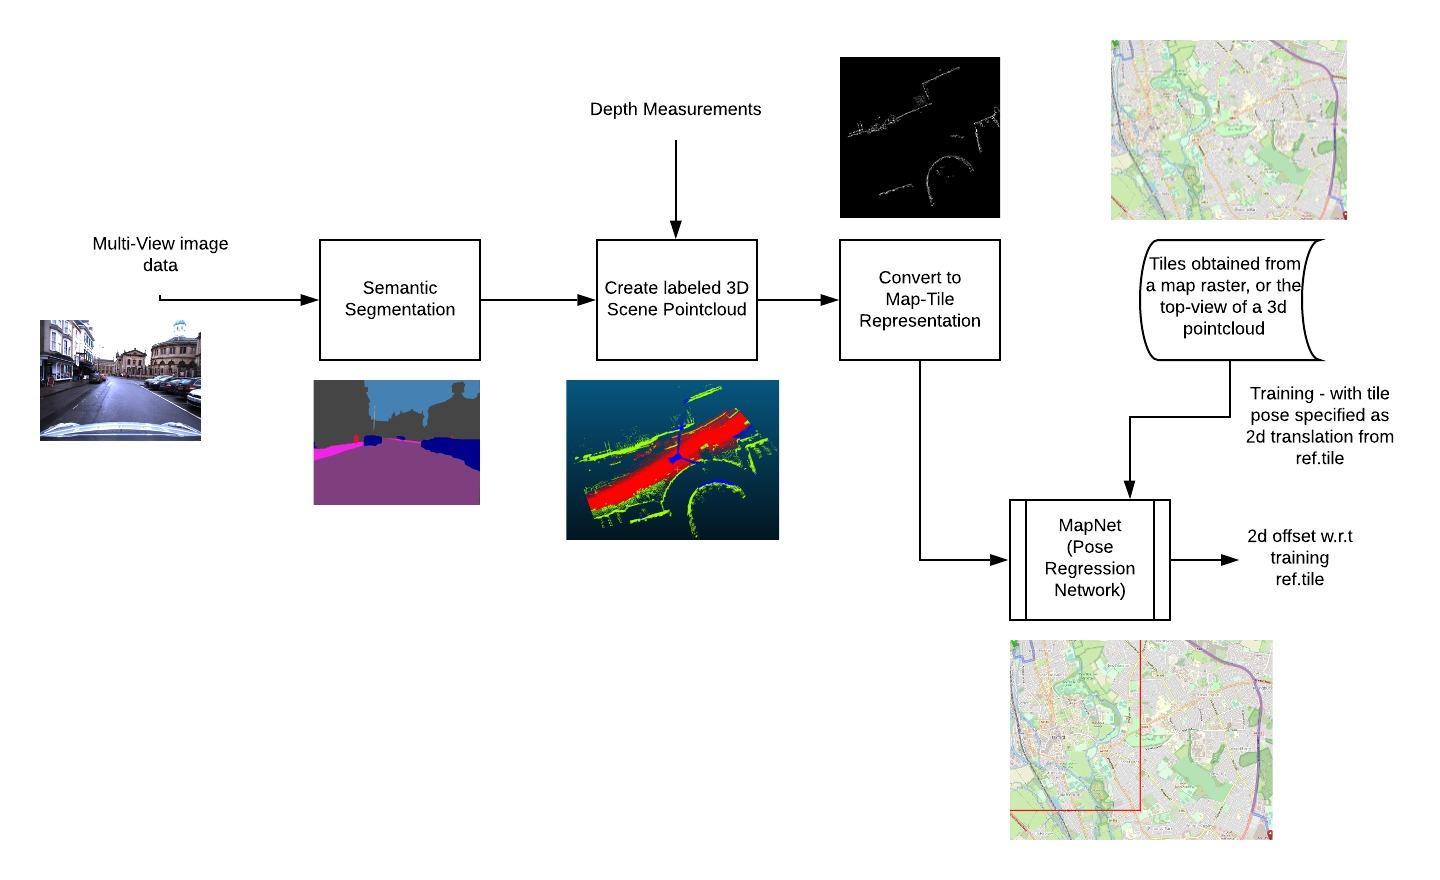 Depth Measurements
Multi-View image
data
Semantic
Segmentation
Create labeled 3D
Scene Pointcloud
Convert to
Map-Tile
Representation
Tiles obtained from
a map raster, or the
top-view of a 3d
pointcloud
Training - with tile
pose specified as
2d translation from
ref.tile
MapNet
(Pose
Regression
Network)
2d offset w.r.t
training
ref.tile